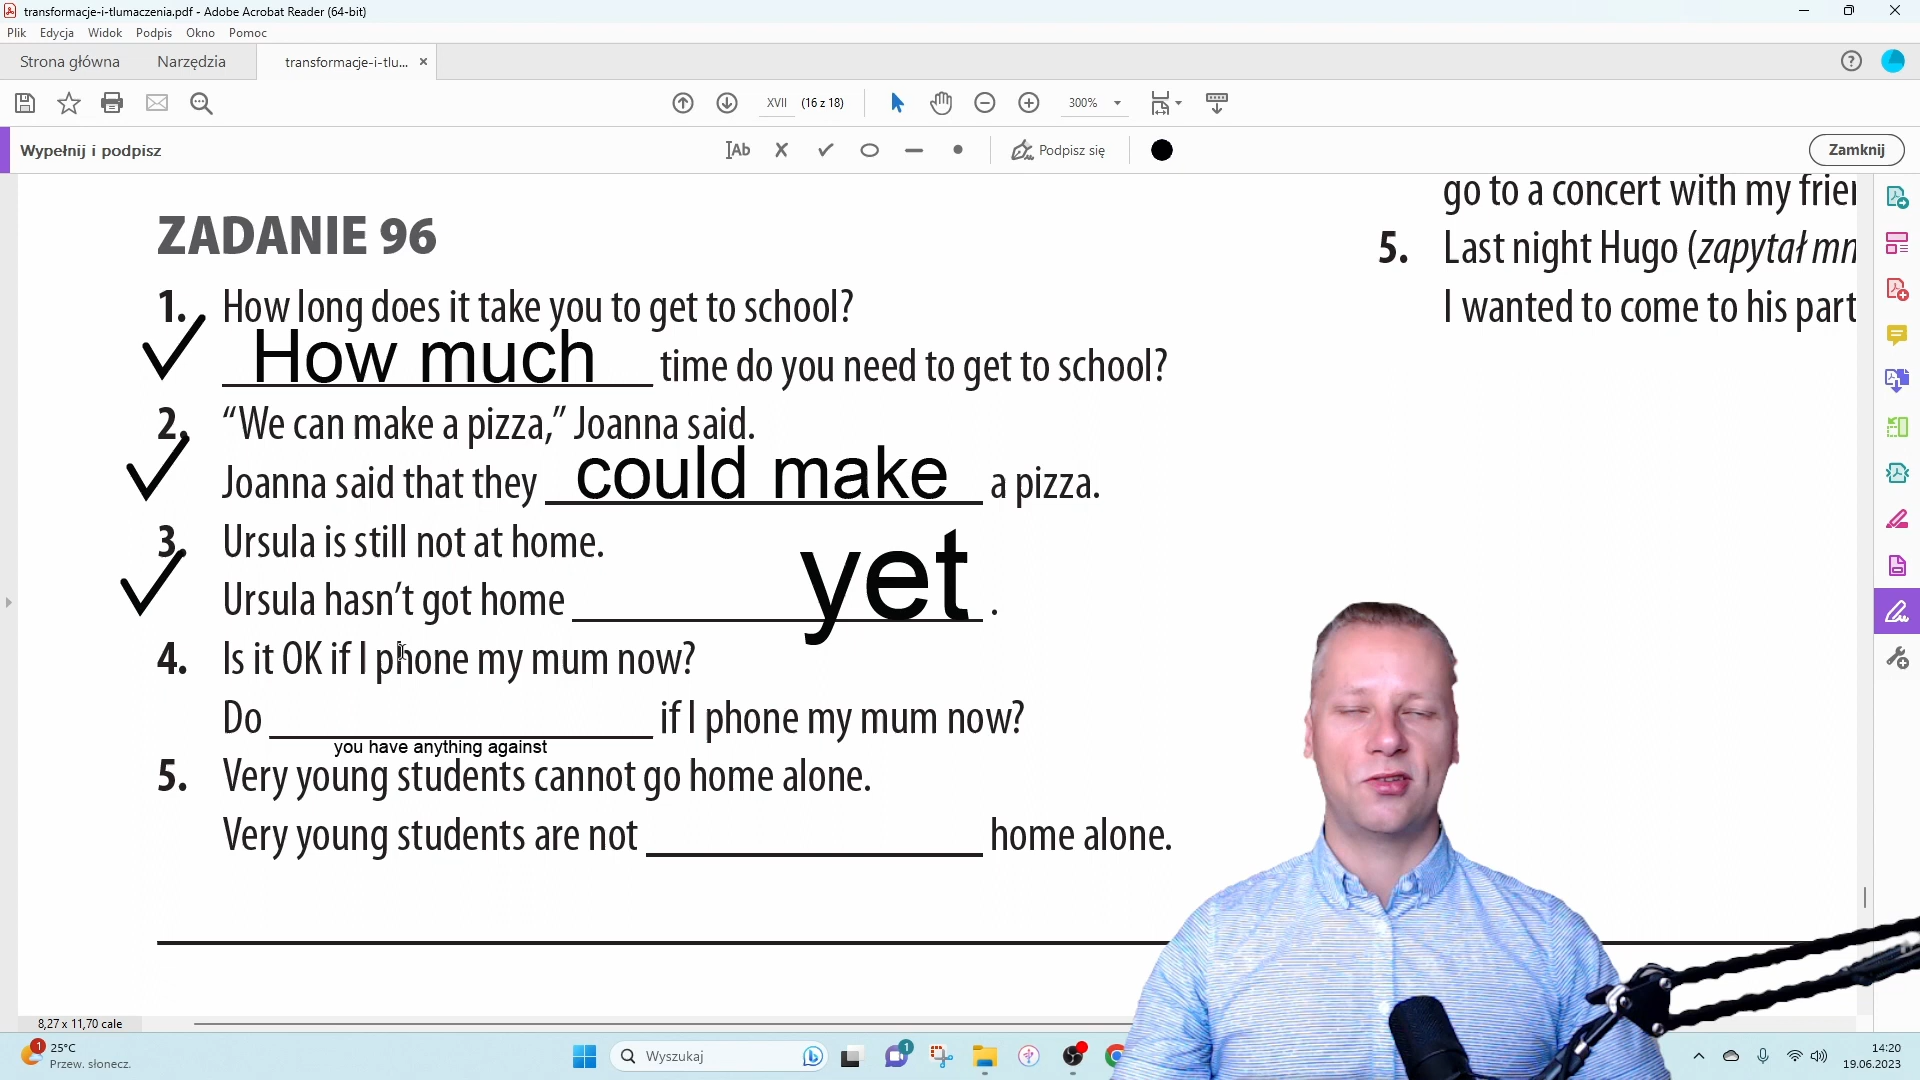 transformacje-i-tlumaczenia.pdf - Adobe Acrobat Reader (64-bit)
Plik Edycja Widok Podpis Okno Pomoc
Strona główna Narzędzia transformacje-i-tlu...
XVII (16 z 18) 300%
Wypełnij i podpisz Ab Podpisz się Zamknij
go to a concert with my frien
5. Last night Hugo (zapytał mn
I wanted to come to his part
ZADANIE 96
1. How long does it take you to get to school?
How much time do you need to get to school?
2. “We can make a pizza,” Joanna said.
Joanna said that they could make a pizza.
3. Ursula is still not at home.
Ursula hasn’t got home yet .
4. Is it OK if I phone my mum now?
Do if I phone my mum now?
you have anything against
5. Very young students cannot go home alone.
Very young students are not home alone.
8,27 x 11,70 cale
1 25°C
Przew. słonecz.
Wyszukaj
1
14:20
19.06.2023